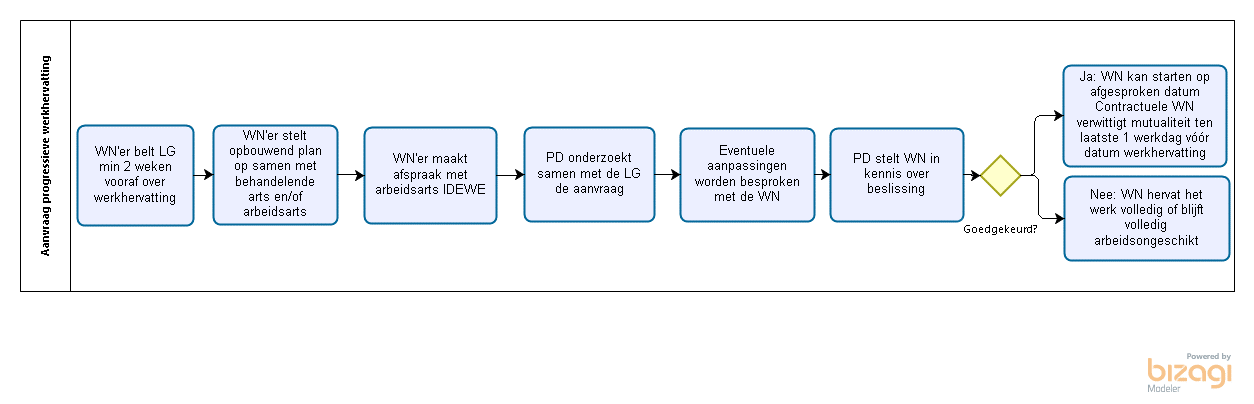 Aanvraag progressieve werkhervatting
WN'er belt LG
min 2 weken
vooraf over
werkhervatting
WN'er stelt
opbouwend plan
op samen met
behandelende
arts en/of
arbeidsarts
WN'er maakt
afspraak met
arbeidsarts IDEWE
PD onderzoekt
samen met de LG
de aanvraag
Eventuele
aanpassingen
worden besproken
met de WN
PD stelt WN in
kennis over
beslissing
Goedgekeurd?
Ja: WN kan starten op
afgesproken datum
Contractuele WN
verwittigt mutualiteit ten
laatste 1 werkdag vóór
datum werkhervatting
Nee: WN hervat het
werk volledig of blijft
volledig
arbeidsongeschikt
Powered by
bizagi
Modeler